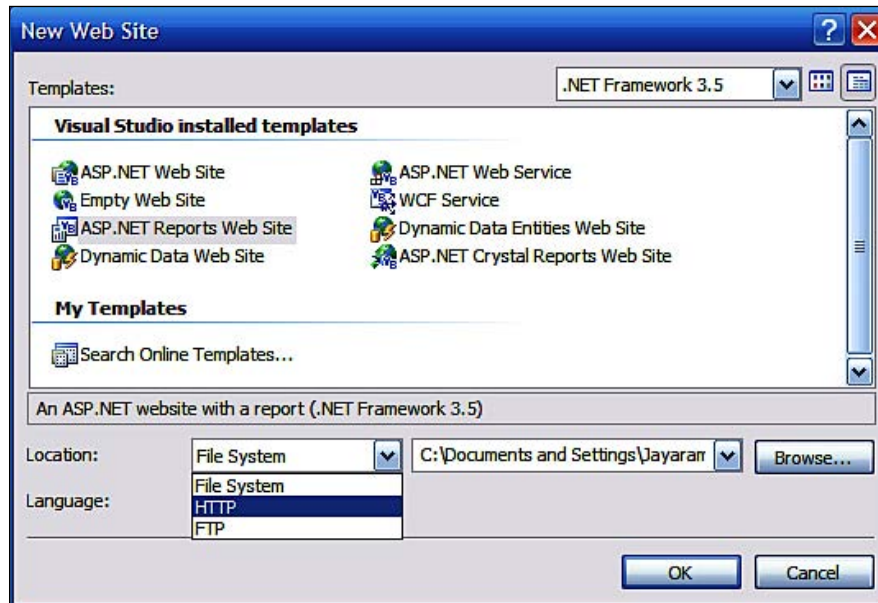 New Web Site
Templates:
.NET Framework 3.5
Visual Studio installed templates
ASP.NET Web Site
ASP.NET Web Service
Empty Web Site
WCF Service
ASP.NET Reports Web Site
Dynamic Data Entities Web Site
Dynamic Data Web Site
ASP.NET Crystal Reports Web Site
My Templates
Search Online Templates...
An ASP.NET website with a report (.NET Framework 3.5)
Location:
File System
C:\Documents and Settings\Jayaram
Browse...
File System
Language:
HTTP
FTP
OK
Cancel